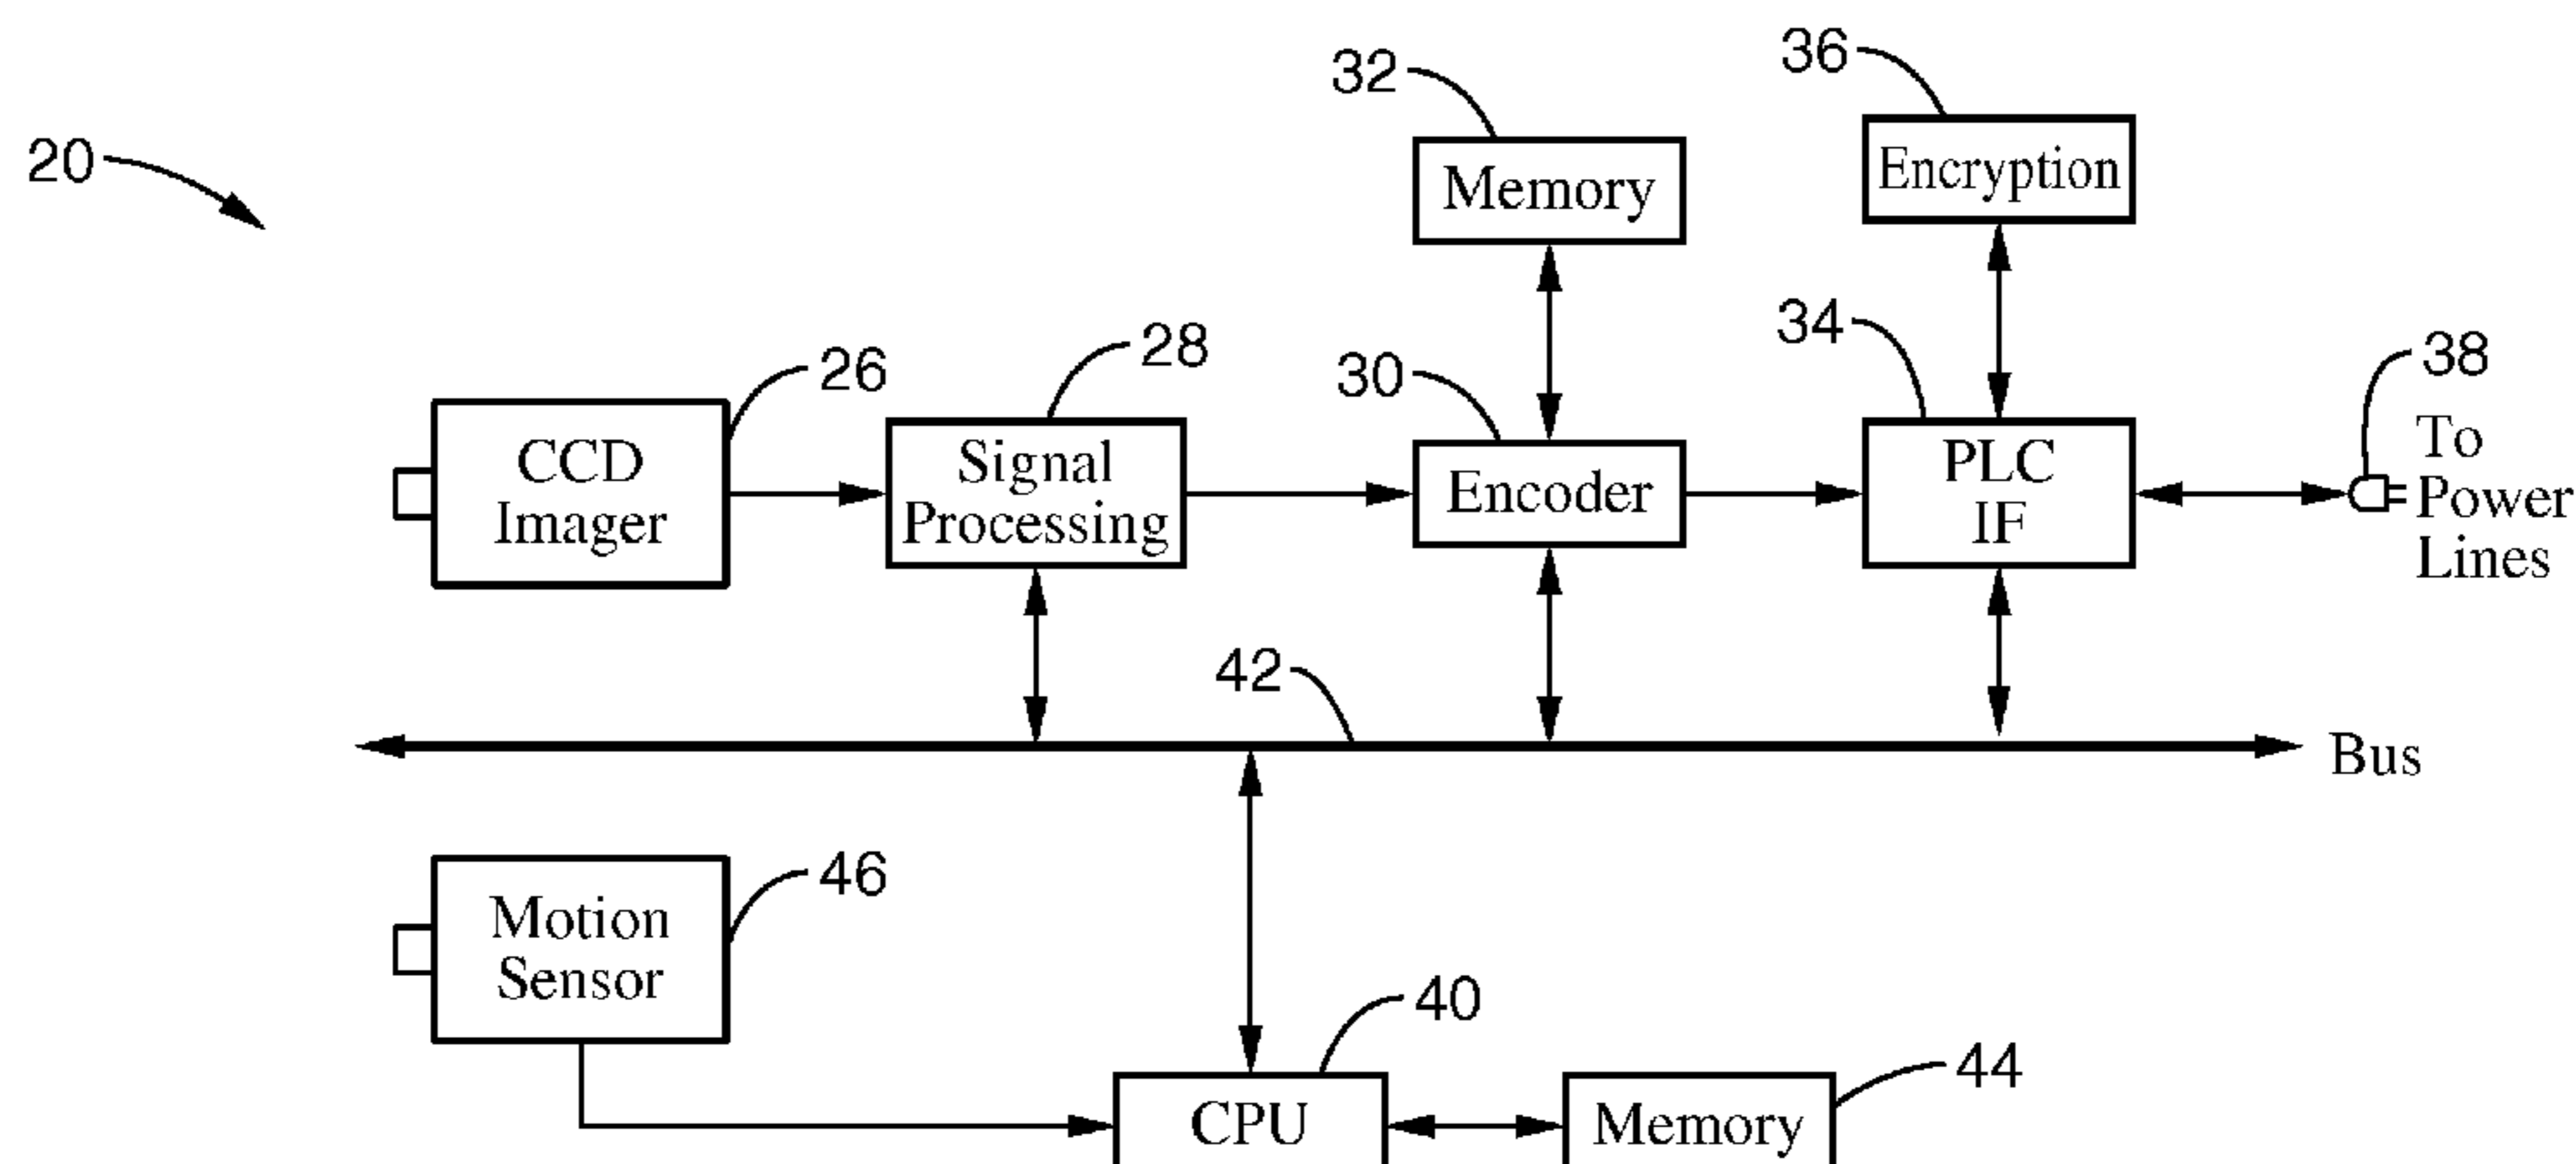 36
32
20
Memory
Encryption
34
38
28
26
30
To
Power
Lines
CCD
Imager
Signal
Processing
Encoder
PLC
IF
42
Bus
46
Motion
Sensor
40
44
CPU
Memory